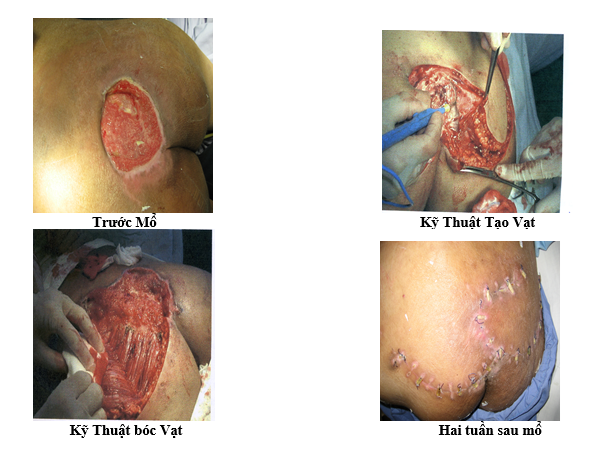 Trước Mổ
Kỹ Thuật Tạo Vạt
Kỹ Thuật bóc Vạt
Hai tuần sau mổ